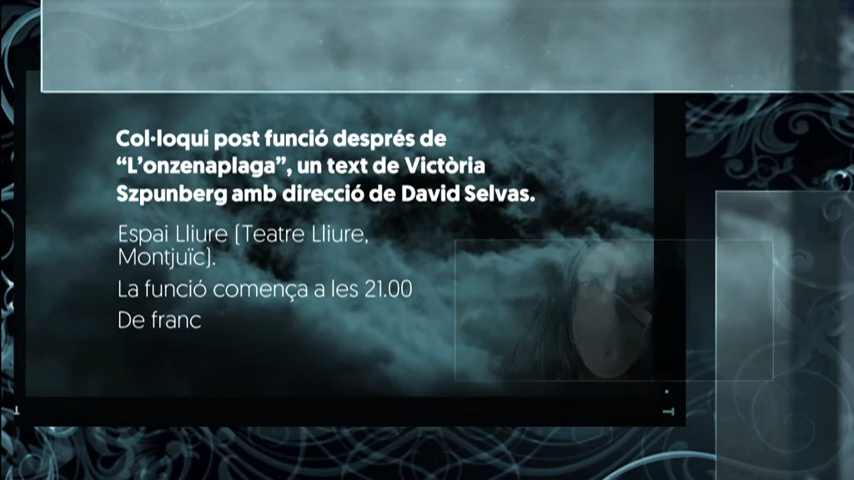 Col·loqui post funció després de
“L’onzenaplaga”, un text de Victòria
Szpunberg amb direcció de David Selvas.
Espai Lliure (Teatre Lliure,
Montjuïc).
La funció comença a les 21.00
De franc